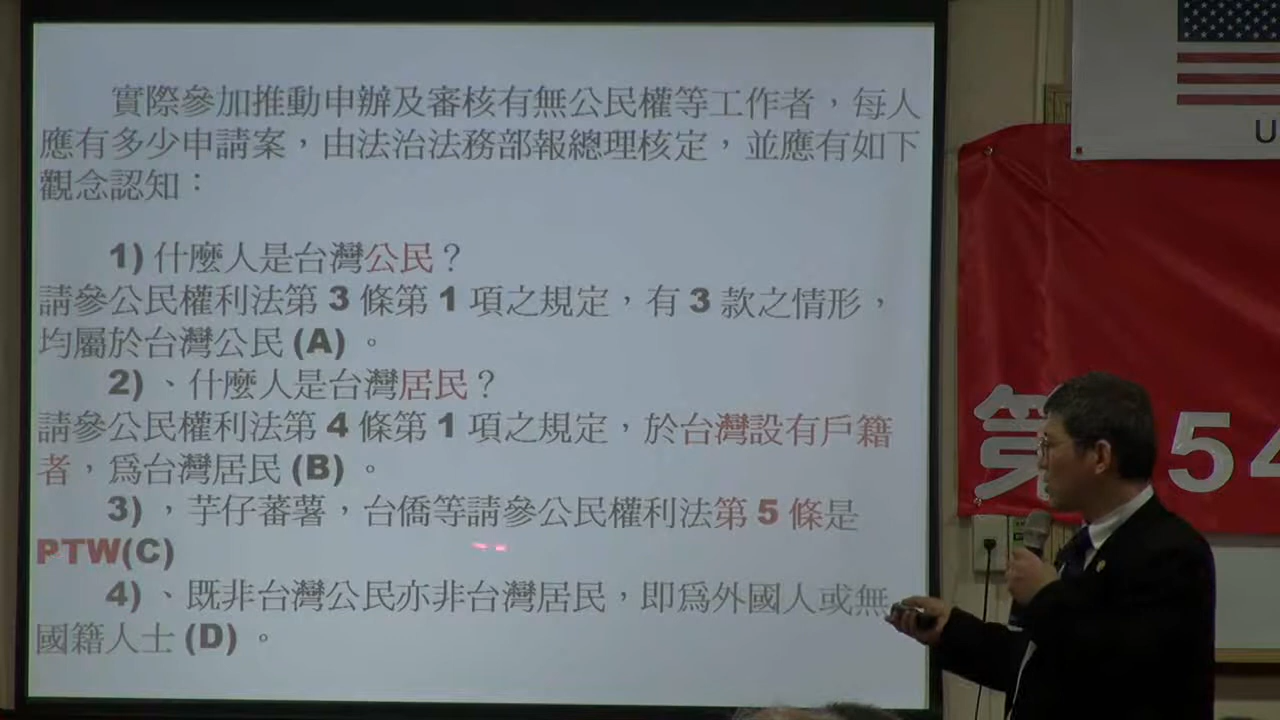 實際參加推動申辦及審核有無公民權等工作者，每人
應有多少申請案，由法治法務部報總理核定，並應有如下
觀念認知：
1) 什麼人是台灣公民？
請參公民權利法第 3 條第 1 項之規定，有 3 款之情形，
均屬於台灣公民 (A) 。
2) 、什麼人是台灣居民？
請參公民權利法第 4 條第 1 項之規定，於台灣設有戶籍
者，爲台灣居民 (B) 。
3) ，芋仔蕃薯，台僑等請參公民權利法第 5 條是
PTW(C)
4) 、既非台灣公民亦非台灣居民，即爲外國人或無
國籍人士 (D) 。
U
第 54